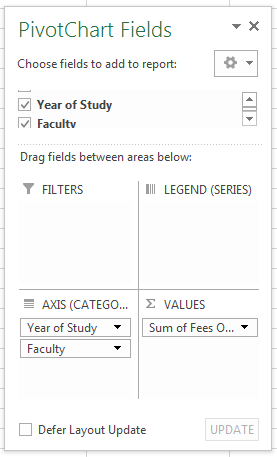 PivotChart Fields
Choose fields to add to report:
Year of Study
Faculty
Drag fields between areas below:
FILTERS
LEGEND (SERIES)
AXIS (CATEGO...
VALUES
Year of Study
Sum of Fees O...
Faculty
Defer Layout Update
UPDATE